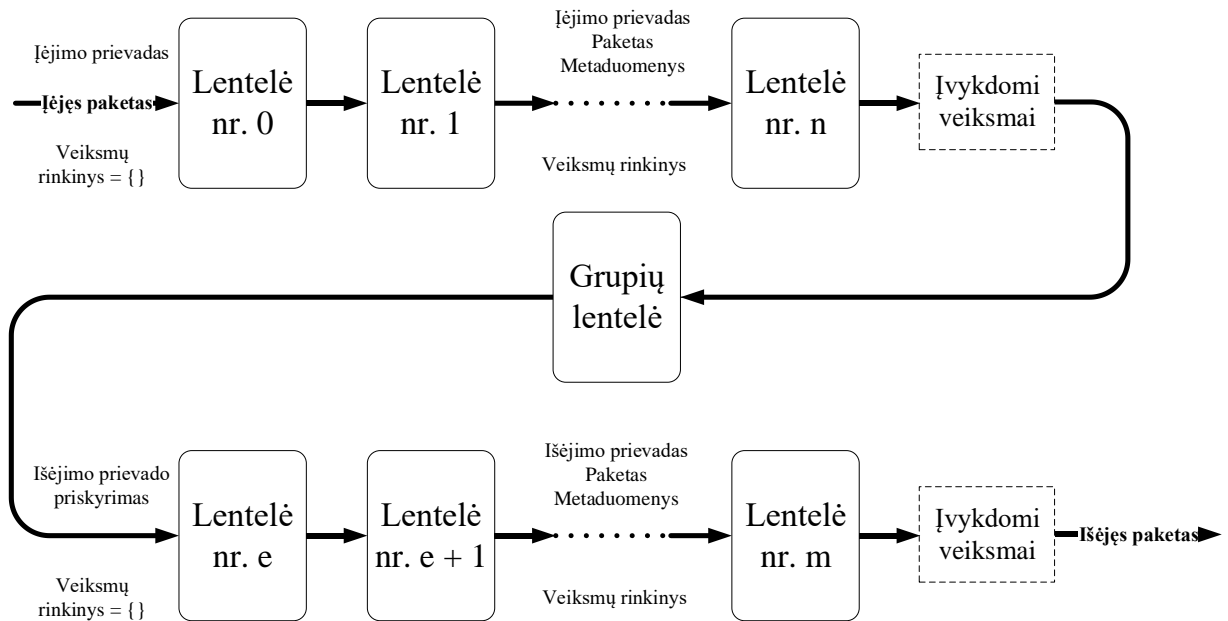 Įėjimo prievadas
Įėjęs paketas
Veiksmų
rinkinys = {}
Lentelė
nr. 0
Lentelė
nr. 1
Įėjimo prievadas
Paketas
Metaduomenys
Veiksmų rinkinys
Lentelė
nr. n
Įvykdomi
veiksmai
Grupių
lentelė
Išėjimo prievado
priskyrimas
Veiksmų
rinkinys = {}
Lentelė
nr. e
Lentelė
nr. e + 1
Išėjimo prievadas
Paketas
Metaduomenys
Veiksmų rinkinys
Lentelė
nr. m
Įvykdomi
veiksmai
Išėjęs paketas